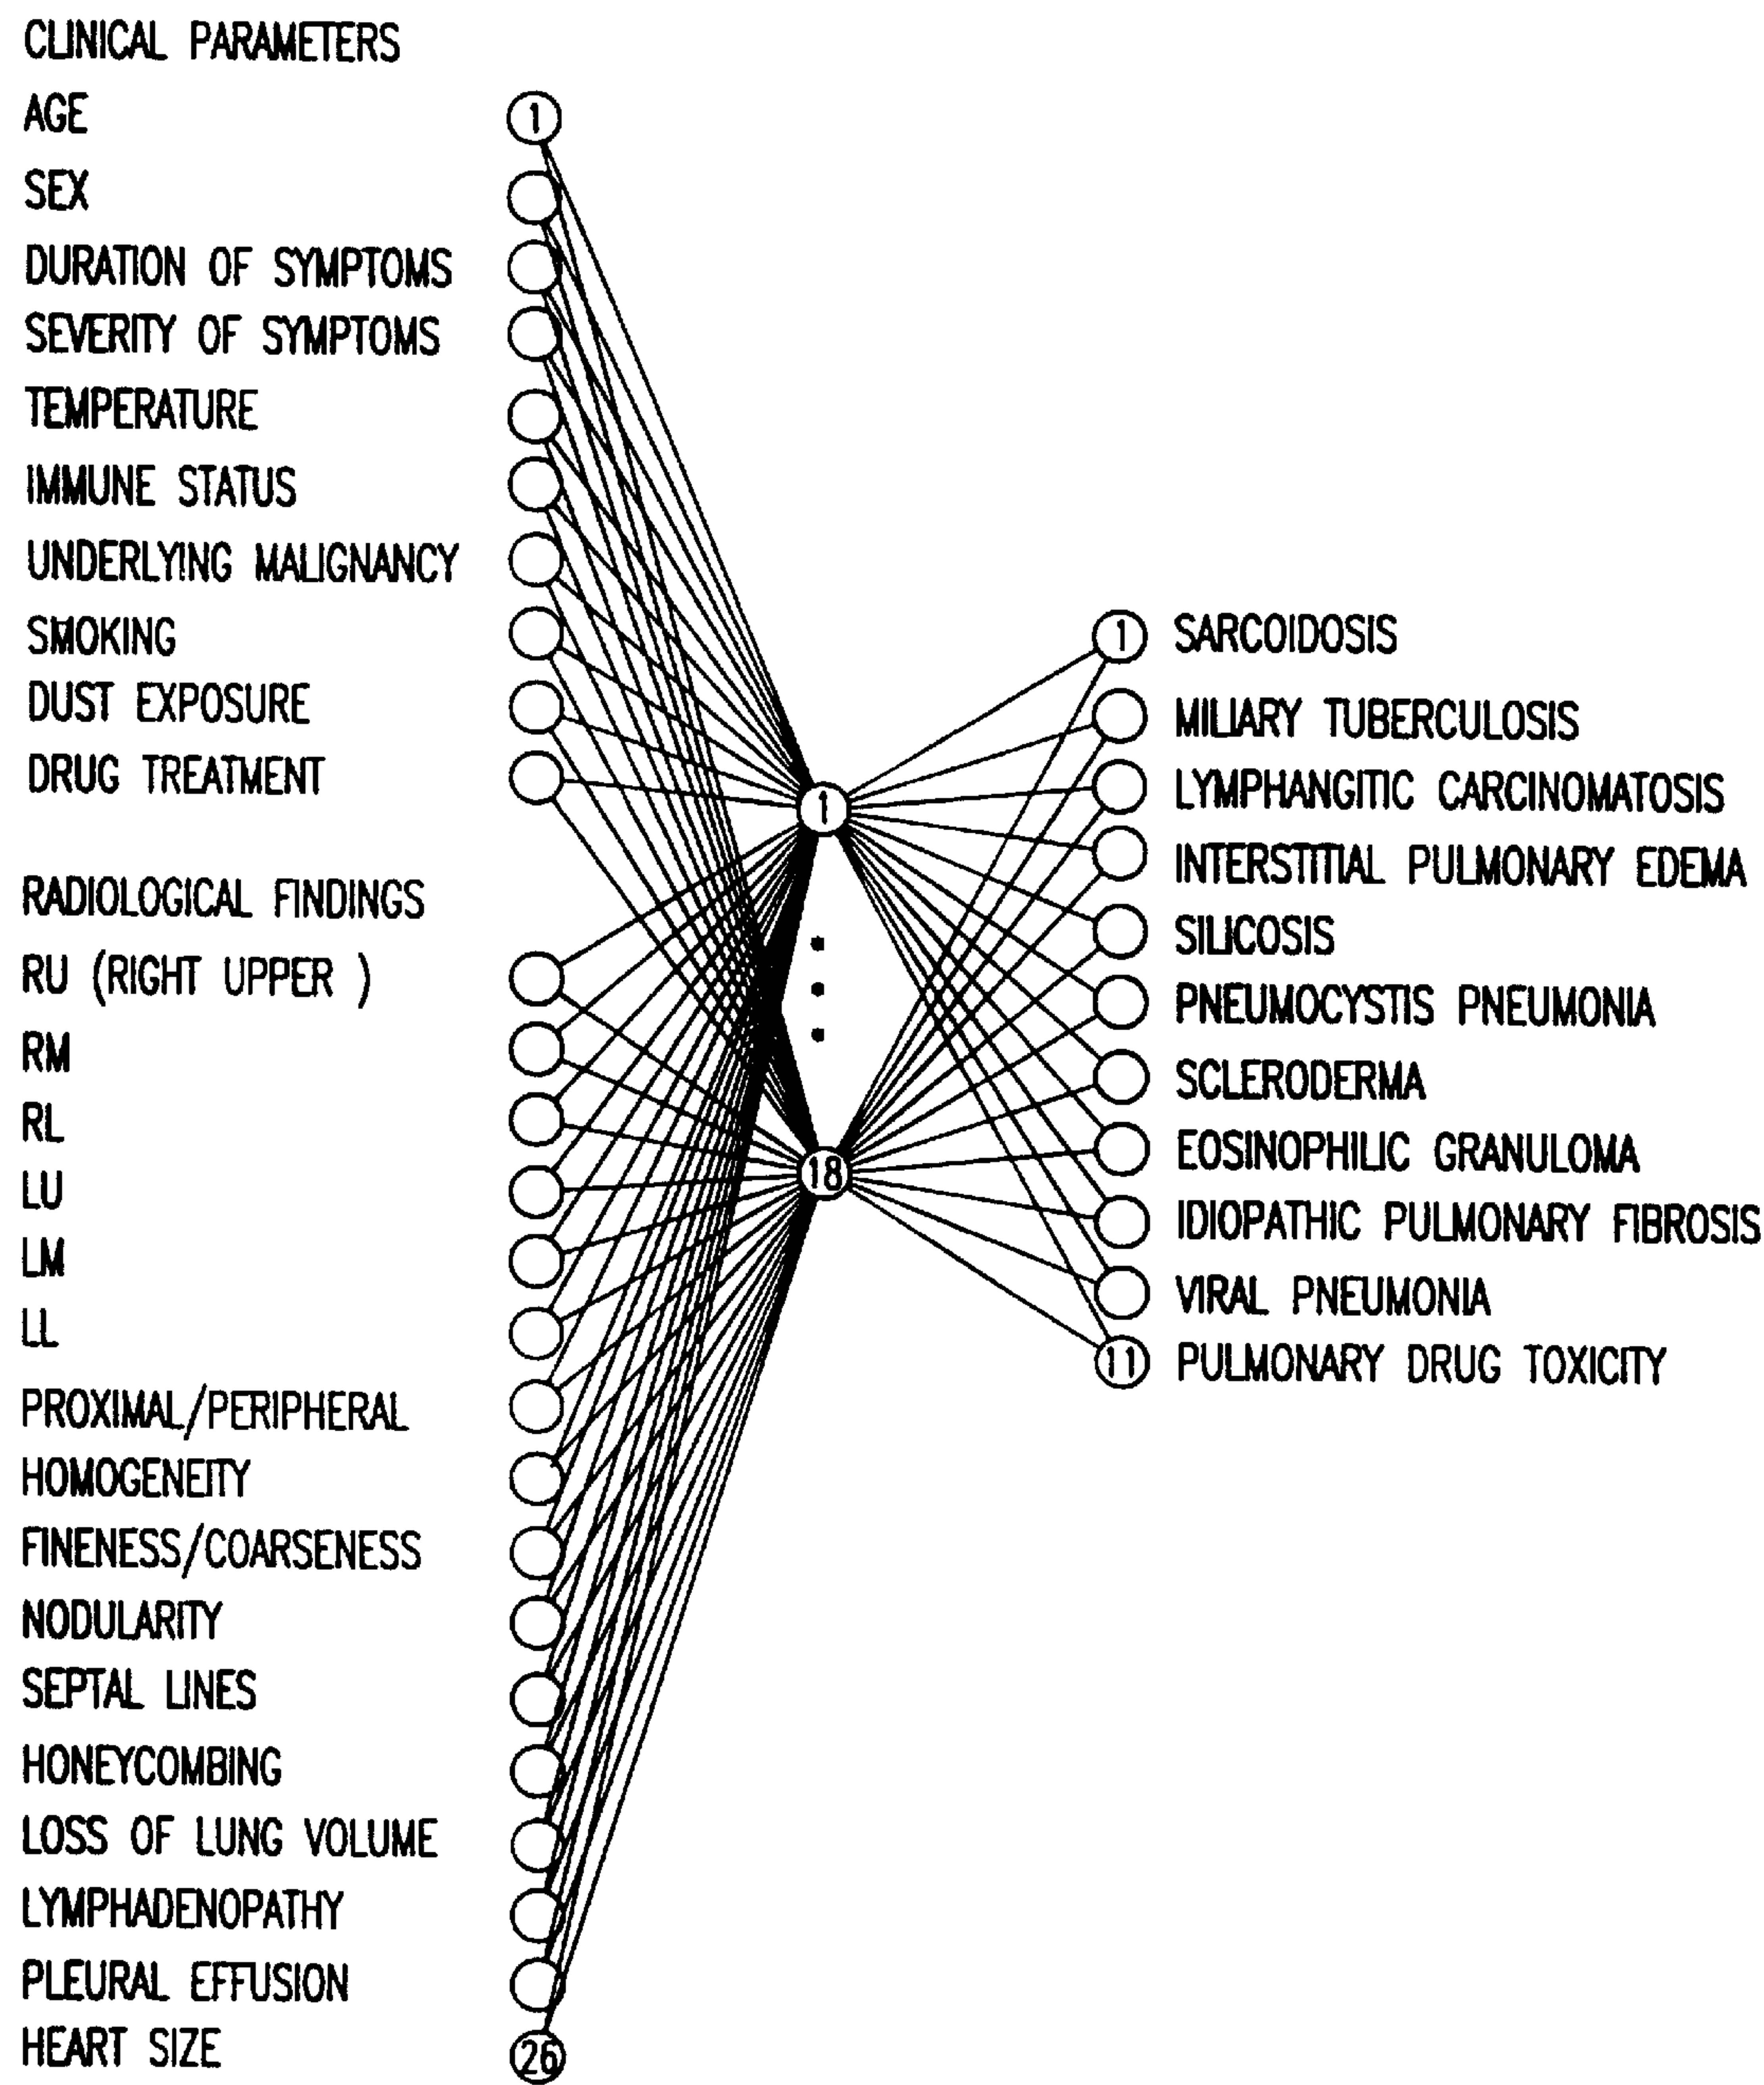 CLINICAL PARAMETERS
AGE
1
SEX
DURATION OF SYMPTOMS
SEVERITY OF SYMPTOMS
TEMPERATURE
IMMUNE STATUS
UNDERLYING MALIGNANCY
SMOKING
DUST EXPOSURE
DRUG TREATMENT
RADIOLOGICAL FINDINGS
RU (RIGHT UPPER )
RM
RL
LU
LM
LL
PROXIMAL/PERIPHERAL
HOMOGENEITY
FINENESS/COARSENESS
NODULARITY
SEPTAL LINES
HONEYCOMBING
LOSS OF LUNG VOLUME
LYMPHADENOPATHY
PLEURAL EFFUSION
HEART SIZE
26
1
18
1 SARCOIDOSIS
MILIARY TUBERCULOSIS
LYMPHANGITIC CARCINOMATOSIS
INTERSTITIAL PULMONARY EDEMA
SILICOSIS
PNEUMOCYSTIS PNEUMONIA
SCLERODERMA
EOSINOPHILIC GRANULOMA
IDIOPATHIC PULMONARY FIBROSIS
VIRAL PNEUMONIA
11 PULMONARY DRUG TOXICITY